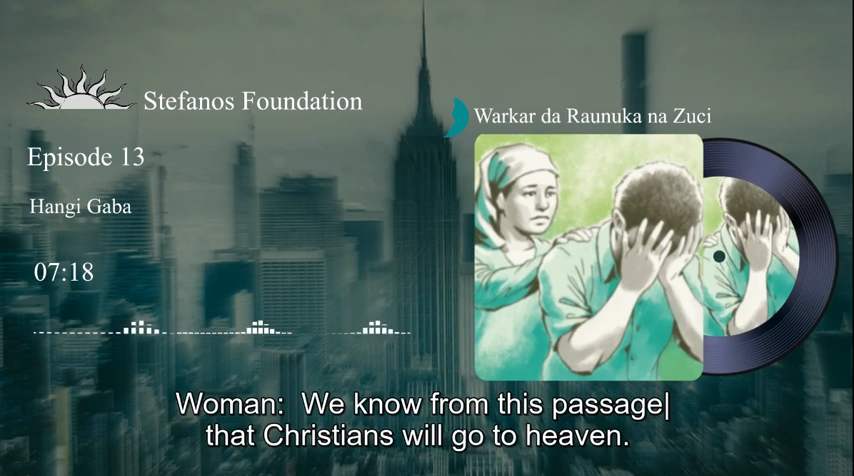 Stefanos Foundation
Warkar da Raunuka na Zuci
Episode 13
Hangi Gaba
07:18
Woman:  We know from this passage|
that Christians will go to heaven.